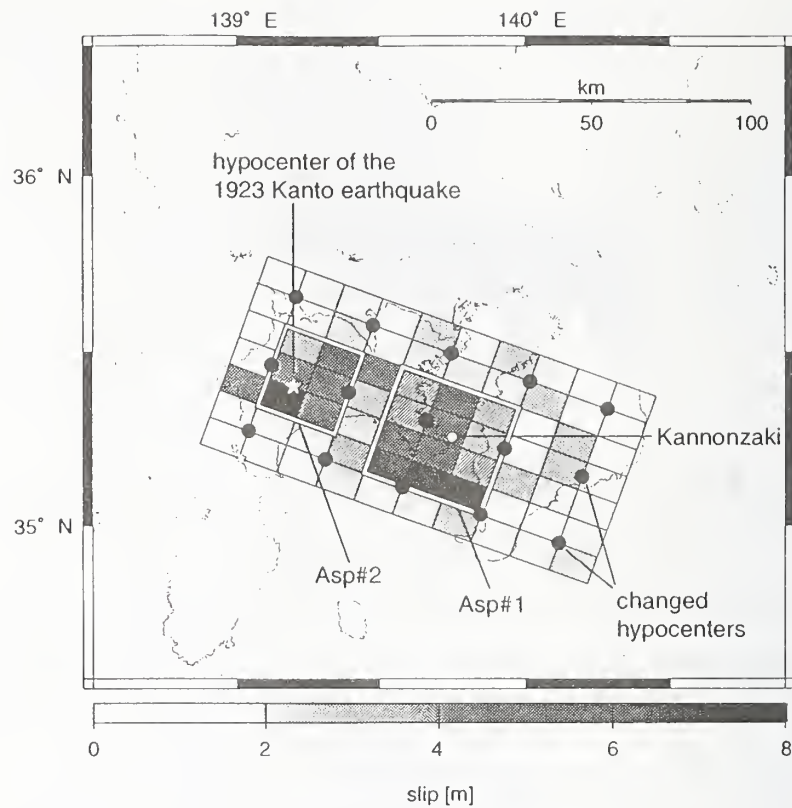 139° E 140° E
km
0 50 100
36° N
hypocenter of the
1923 Kanto earthquake
Kannonzaki
35° N
Asp#2
Asp#1
changed
hypocenters
0 2 4 6 8
slip [m]